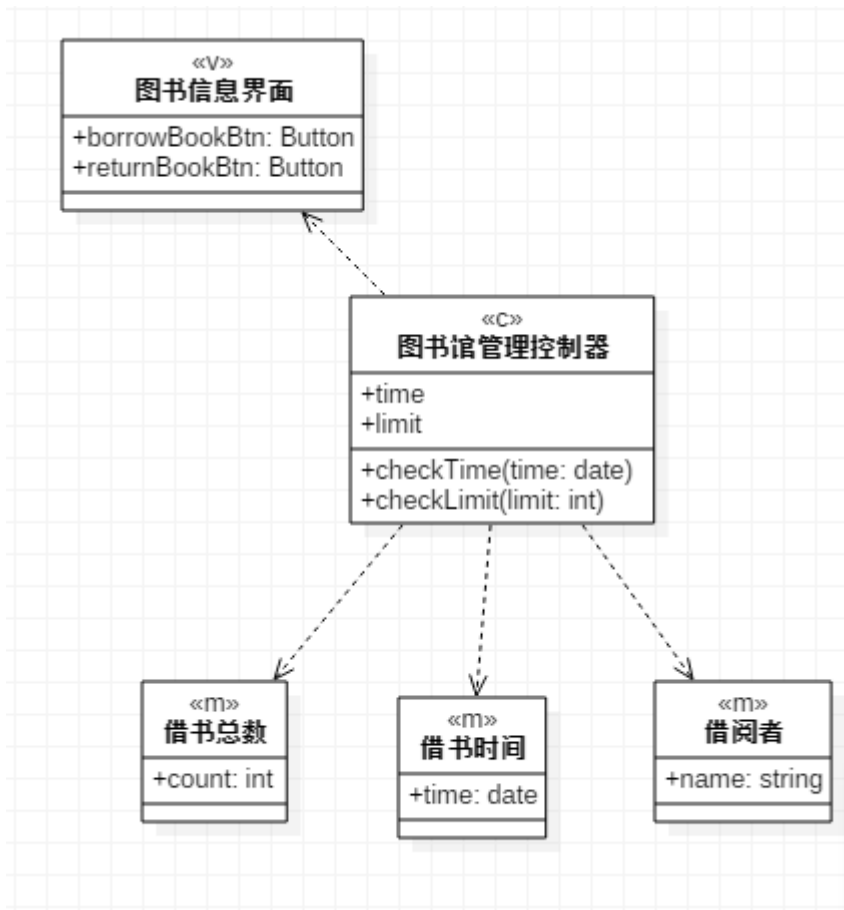 «v»
图书信息界面
+borrowBookBtn: Button
+returnBookBtn: Button
«c»
图书馆管理控制器
+time
+limit
+checkTime(time: date)
+checkLimit(limit: int)
«m»
借书总数
+count: int
«m»
借书时间
+time: date
«m»
借阅者
+name: string